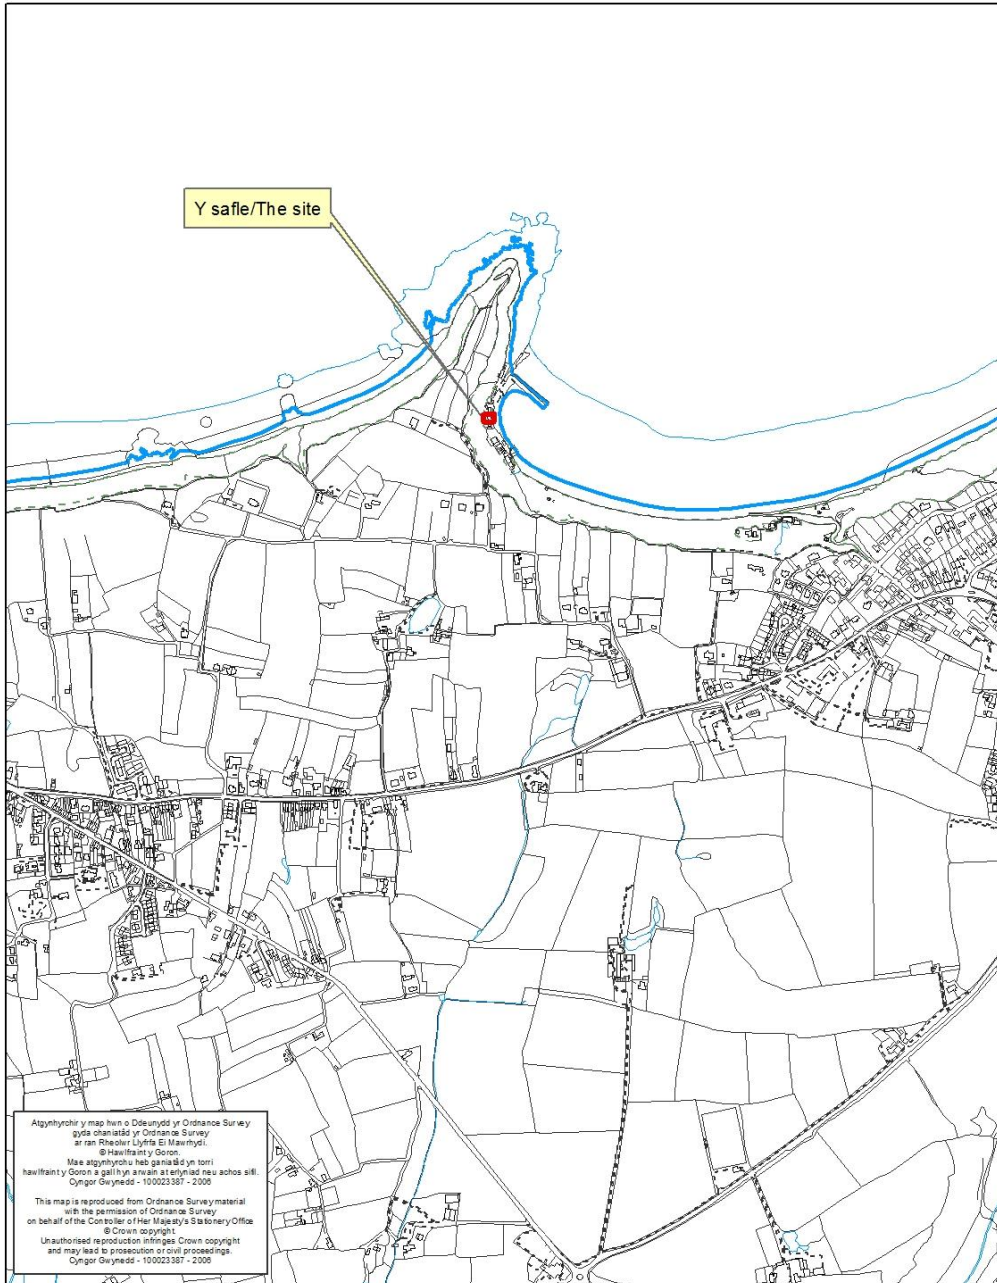 Y safle/The site
Atgynhyrchir y map hwn o Ddeunydd yr Ordnance Survey
gyda chaniatâd yr Ordnance Survey
ar ran Rheolwr Llyfrfa Ei Mawrhydi.
© Hawlfraint y Goron.
Mae atgynhyrchu heb ganiatâd yn torri
hawlfraint y Goron a gall hyn arwain at erlyniad neu achos sifil.
Cyngor Gwynedd - 100023387 - 2006
This map is reproduced from Ordnance Survey material
with the permission of Ordnance Survey
on behalf of the Controller of Her Majesty's Stationery Office
© Crown copyright.
Unauthorised reproduction infringes Crown copyright
and may lead to prosecution or civil proceedings.
Cyngor Gwynedd - 100023387 - 2006